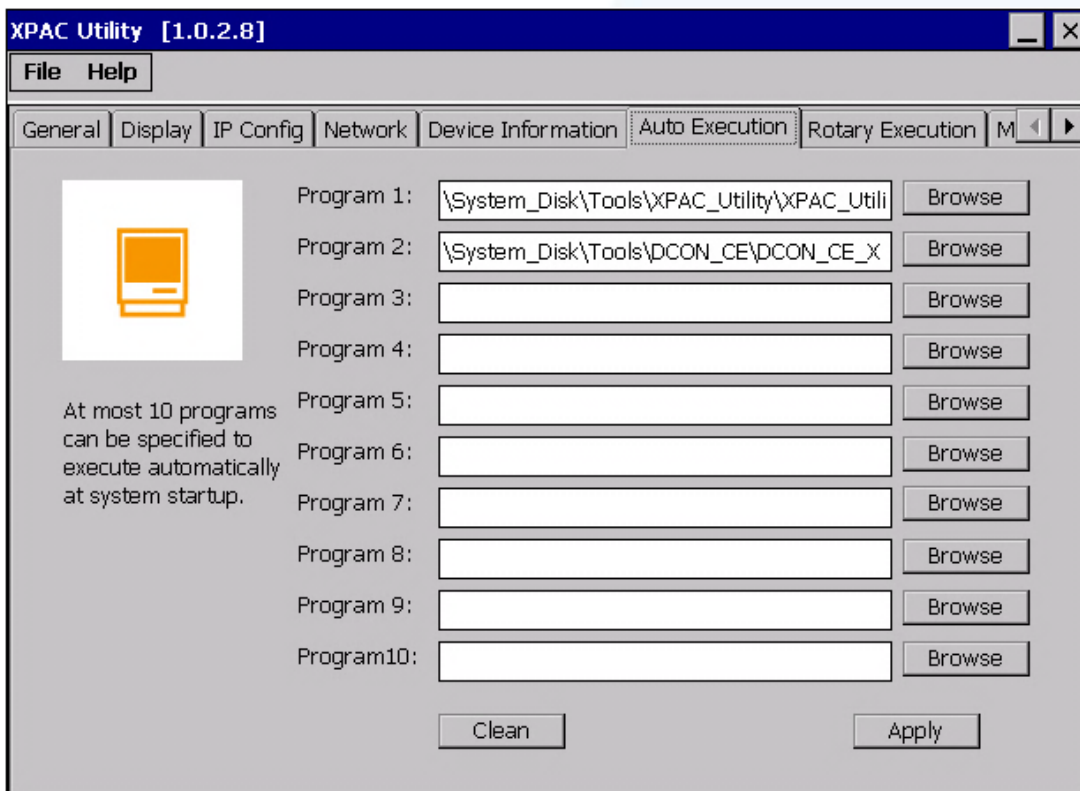 XPAC Utility [1.0.2.8]
File Help
General Display IP Config Network Device Information Auto Execution Rotary Execution M
Program 1: \System_Disk\Tools\XPAC_Utility\XPAC_Utili Browse
Program 2: \System_Disk\Tools\DCON_CE\DCON_CE_X Browse
Program 3: Browse
Program 4: Browse
Program 5: Browse
Program 6: Browse
Program 7: Browse
Program 8: Browse
Program 9: Browse
Program10: Browse
At most 10 programs
can be specified to
execute automatically
at system startup.
Clean Apply